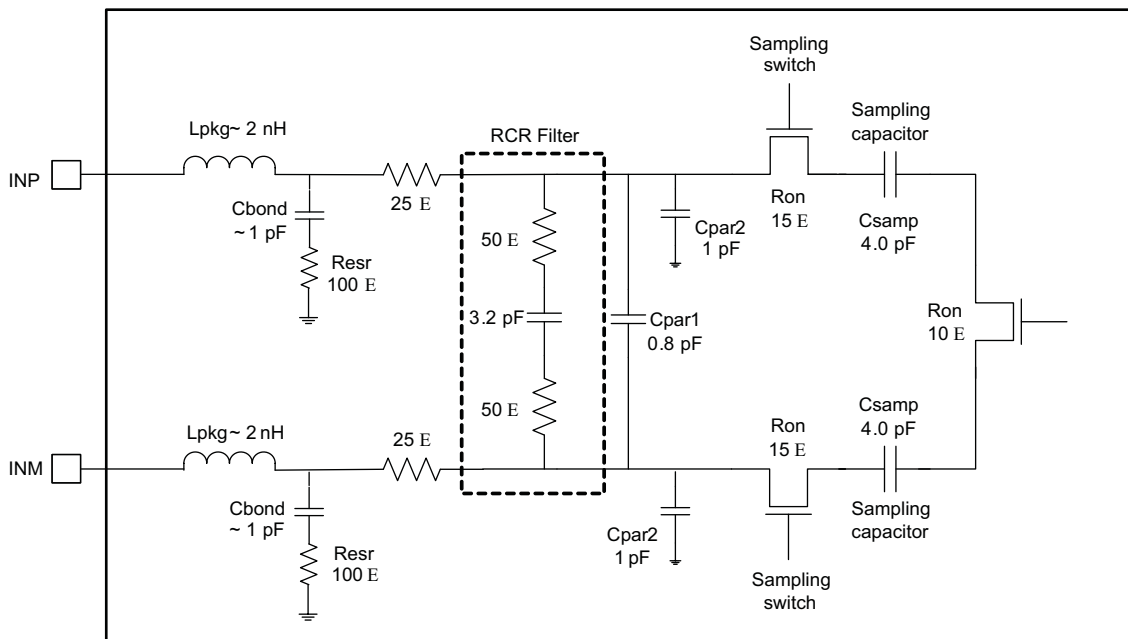 Sampling
switch
Sampling
capacitor
Lpkg~ 2 nH
RCR Filter
INP
25 E
Cbond
~ 1 pF
Resr
100 E
50 E
Cpar2
1 pF
Ron
15 E
Csamp
4.0 pF
3.2 pF
Cpar1
0.8 pF
Ron
10 E
50 E
Lpkg~ 2 nH
25 E
INM
Ron
15 E
Csamp
4.0 pF
Cbond
~ 1 pF
Resr
100 E
Cpar2
1 pF
Sampling
capacitor
Sampling
switch